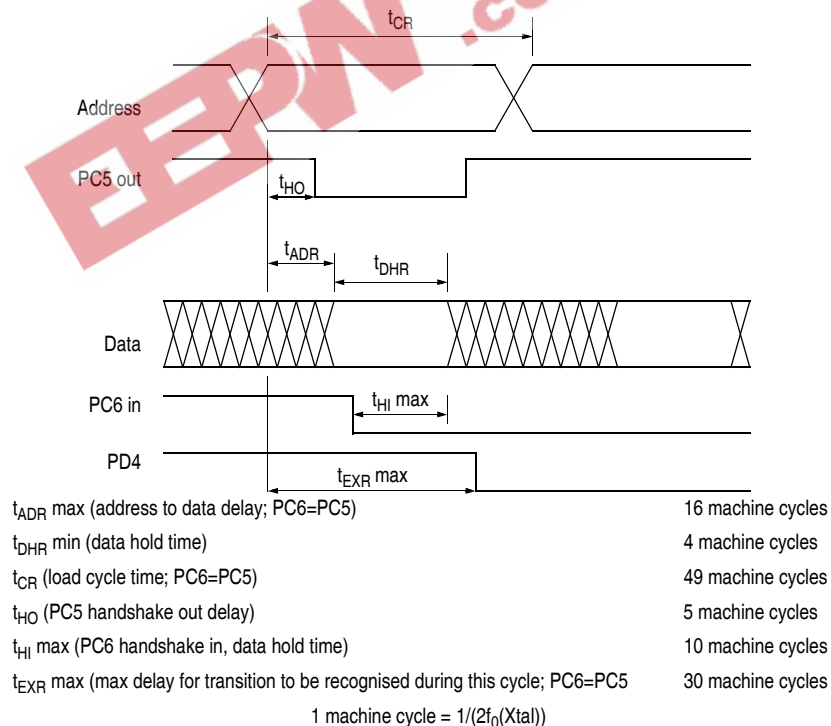 EEPW.co
tCR
Address
PC5 out
tHO
tADR
tDHR
Data
PC6 in
tHI max
PD4
tEXR max
tADR max (address to data delay; PC6=PC5) 16 machine cycles
tDHR min (data hold time) 4 machine cycles
tCR (load cycle time; PC6=PC5) 49 machine cycles
tHO (PC5 handshake out delay) 5 machine cycles
tHI max (PC6 handshake in, data hold time) 10 machine cycles
tEXR max (max delay for transition to be recognised during this cycle; PC6=PC5 30 machine cycles
1 machine cycle = 1/(2f0(Xtal))